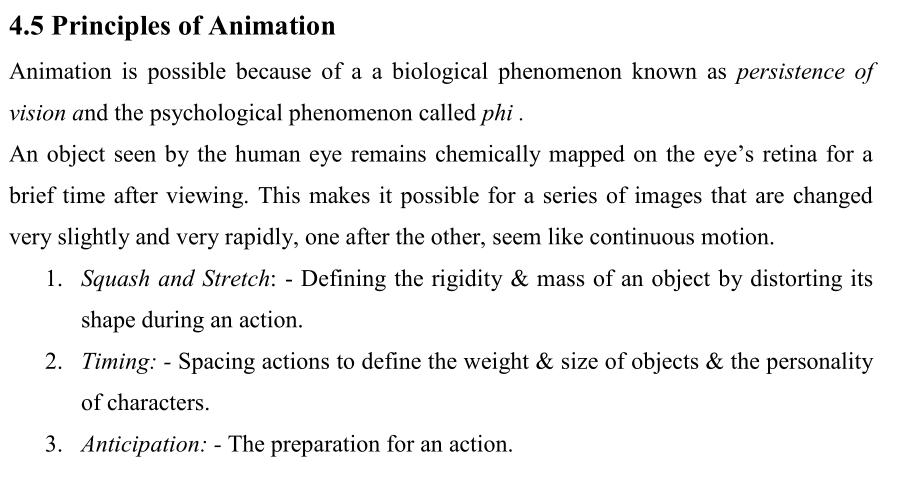 4.5 Principles of Animation
Animation is possible because of a a biological phenomenon known as persistence of
vision and the psychological phenomenon called phi .
An object seen by the human eye remains chemically mapped on the eye’s retina for a
brief time after viewing. This makes it possible for a series of images that are changed
very slightly and very rapidly, one after the other, seem like continuous motion.
1. Squash and Stretch: - Defining the rigidity & mass of an object by distorting its
shape during an action.
2. Timing: - Spacing actions to define the weight & size of objects & the personality
of characters.
3. Anticipation: - The preparation for an action.